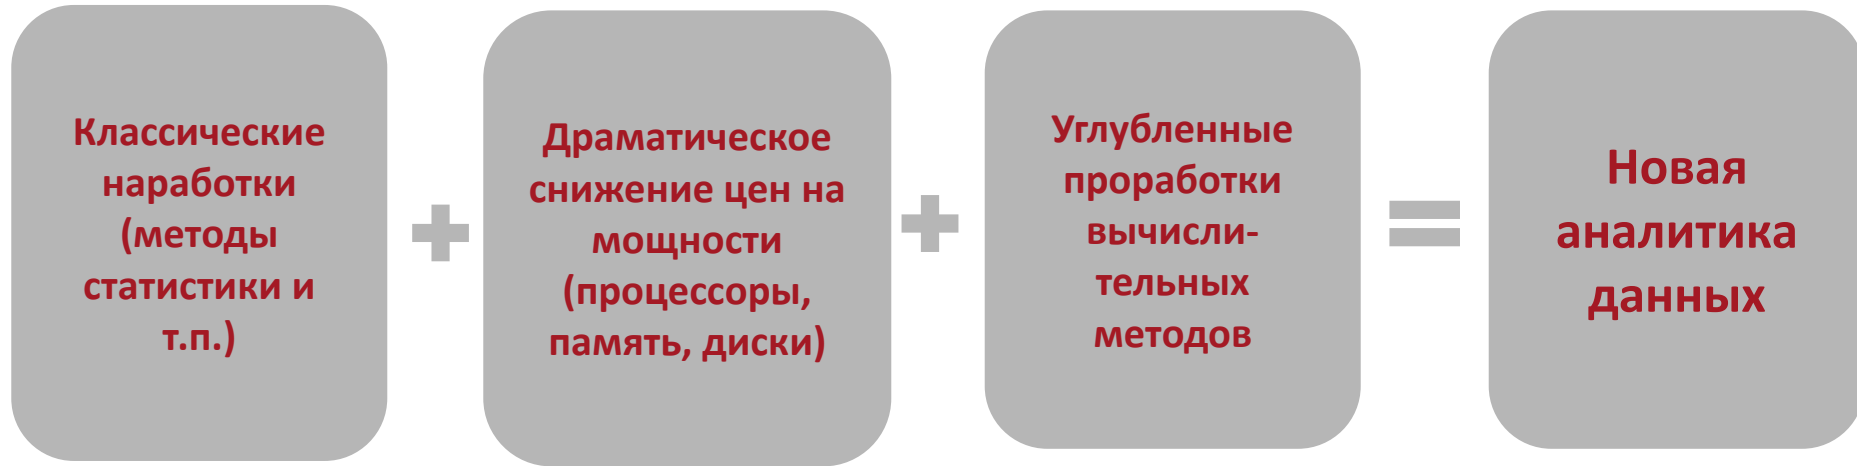 Классические
наработки
(методы
статистики и
т.п.)
Драматическое
снижение цен на
мощности
(процессоры,
память, диски)
Углубленные
проработки
вычисли-
тельных
методов
Новая
аналитика
данных